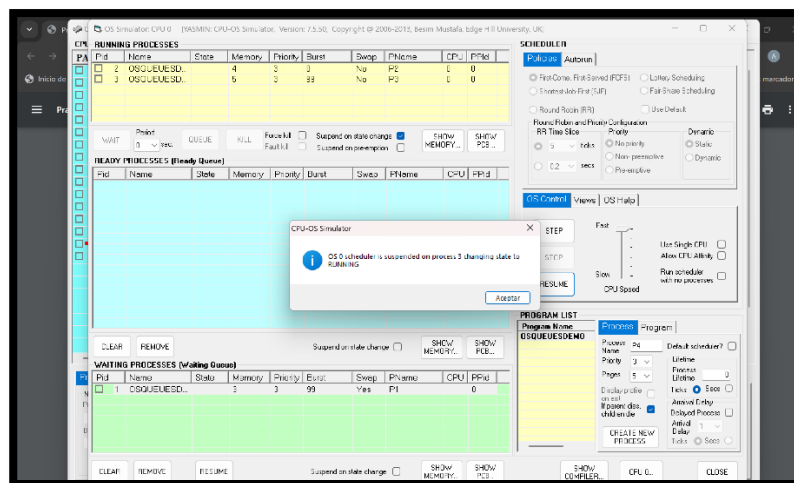 OS Simulator: CPU 0 [YASMIN: CPU-OS Simulator, Version: 7.5.50, Copyright @ 2006-2013, Besim Mustafa, Edge Hill University, UK]
RUNNING PROCESSES
Pid Name State Memory Priority Burst Swap PName CPU PPid
2 OSQUEUESD.. 4 3 0 No P2 0 0
3 OSQUEUESD.. 5 3 99 No P3 0 0
WAIT
Period
0 sec.
QUEUE
KILL
Force kill
Fault kill
Suspend on state change
Suspend on preemption
SHOW MEMORY...
SHOW PCB...
READY PROCESSES (Ready Queue)
Pid Name State Memory Priority Burst Swap PName CPU PPid
CPU-OS Simulator
OS 0 scheduler is suspended on process 3 changing state to
RUNNING
Aceptar
CLEAR
REMOVE
Suspend on state change
SHOW MEMORY...
SHOW PCB...
WAITING PROCESSES (Waiting Queue)
Pid Name State Memory Priority Burst Swap PName CPU PPid
1 OSQUEUESD... 3 3 99 Yes P1 0
CLEAR
REMOVE
RESUME
Suspend on state change
SHOW MEMORY...
SHOW PCB...
SCHEDULER
Policies Autorun
First-Come, First-Served (FCFS)
Lottery Scheduling
Shortest-Job-First (SJF)
Fair-Share Scheduling
Round Robin (RR)
Use Default
Round Robin and Priority Configuration
RR Time Slice
Priority
Dynamic
5 ticks
No priority
Static
Non-preemptive
Dynamic
0.2 secs
Pre-emptive
OS Control Views OS Help
STEP
STOP
RESUME
Fast
Slow
CPU Speed
Use Single CPU
Allow CPU Affinity
Run scheduler
with no processes
PROGRAM LIST
Program Name
OSQUEUESDEMO
Process Program
Process
Name
P4
Default scheduler?
Priority 3
Lifetime
Pages 5
Process
Lifetime
0
Display profile
on exit
Ticks Secs
If parent dies,
children die
Arrival Delay
Delayed Process
Arrival
Delay
1
CREATE NEW
PROCESS
Ticks Secs
SHOW
COMPILER...
CPU 0...
CLOSE
Inicio de